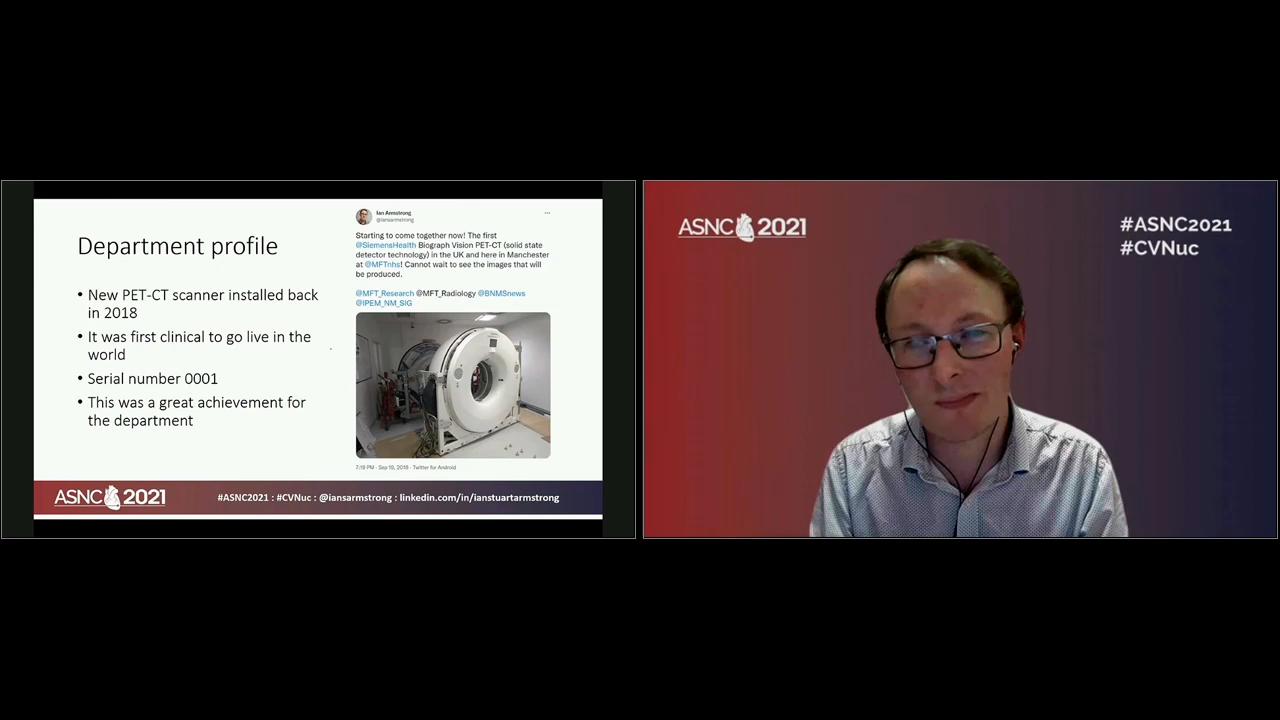 Department profile
• New PET-CT scanner installed back
in 2018
• It was first clinical to go live in the
world
• Serial number 0001
• This was a great achievement for
the department
Ian Armstrong
@iansarmstrong
Starting to come together now! The first
@SiemensHealth Biograph Vision PET-CT (solid state
detector technology) in the UK and here in Manchester
at @MFTnhs! Cannot wait to see the images that will
be produced.
@MFT_Research @MFT_Radiology @BNMSnews
@IPEM_NM_SIG
7:19 PM · Sep 19, 2018 · Twitter for Android
ASNC 2021
#ASNC2021 : #CVNuc : @iansarmstrong : linkedin.com/in/ianstuartarmstrong
ASNC 2021
#ASNC2021
#CVNuc